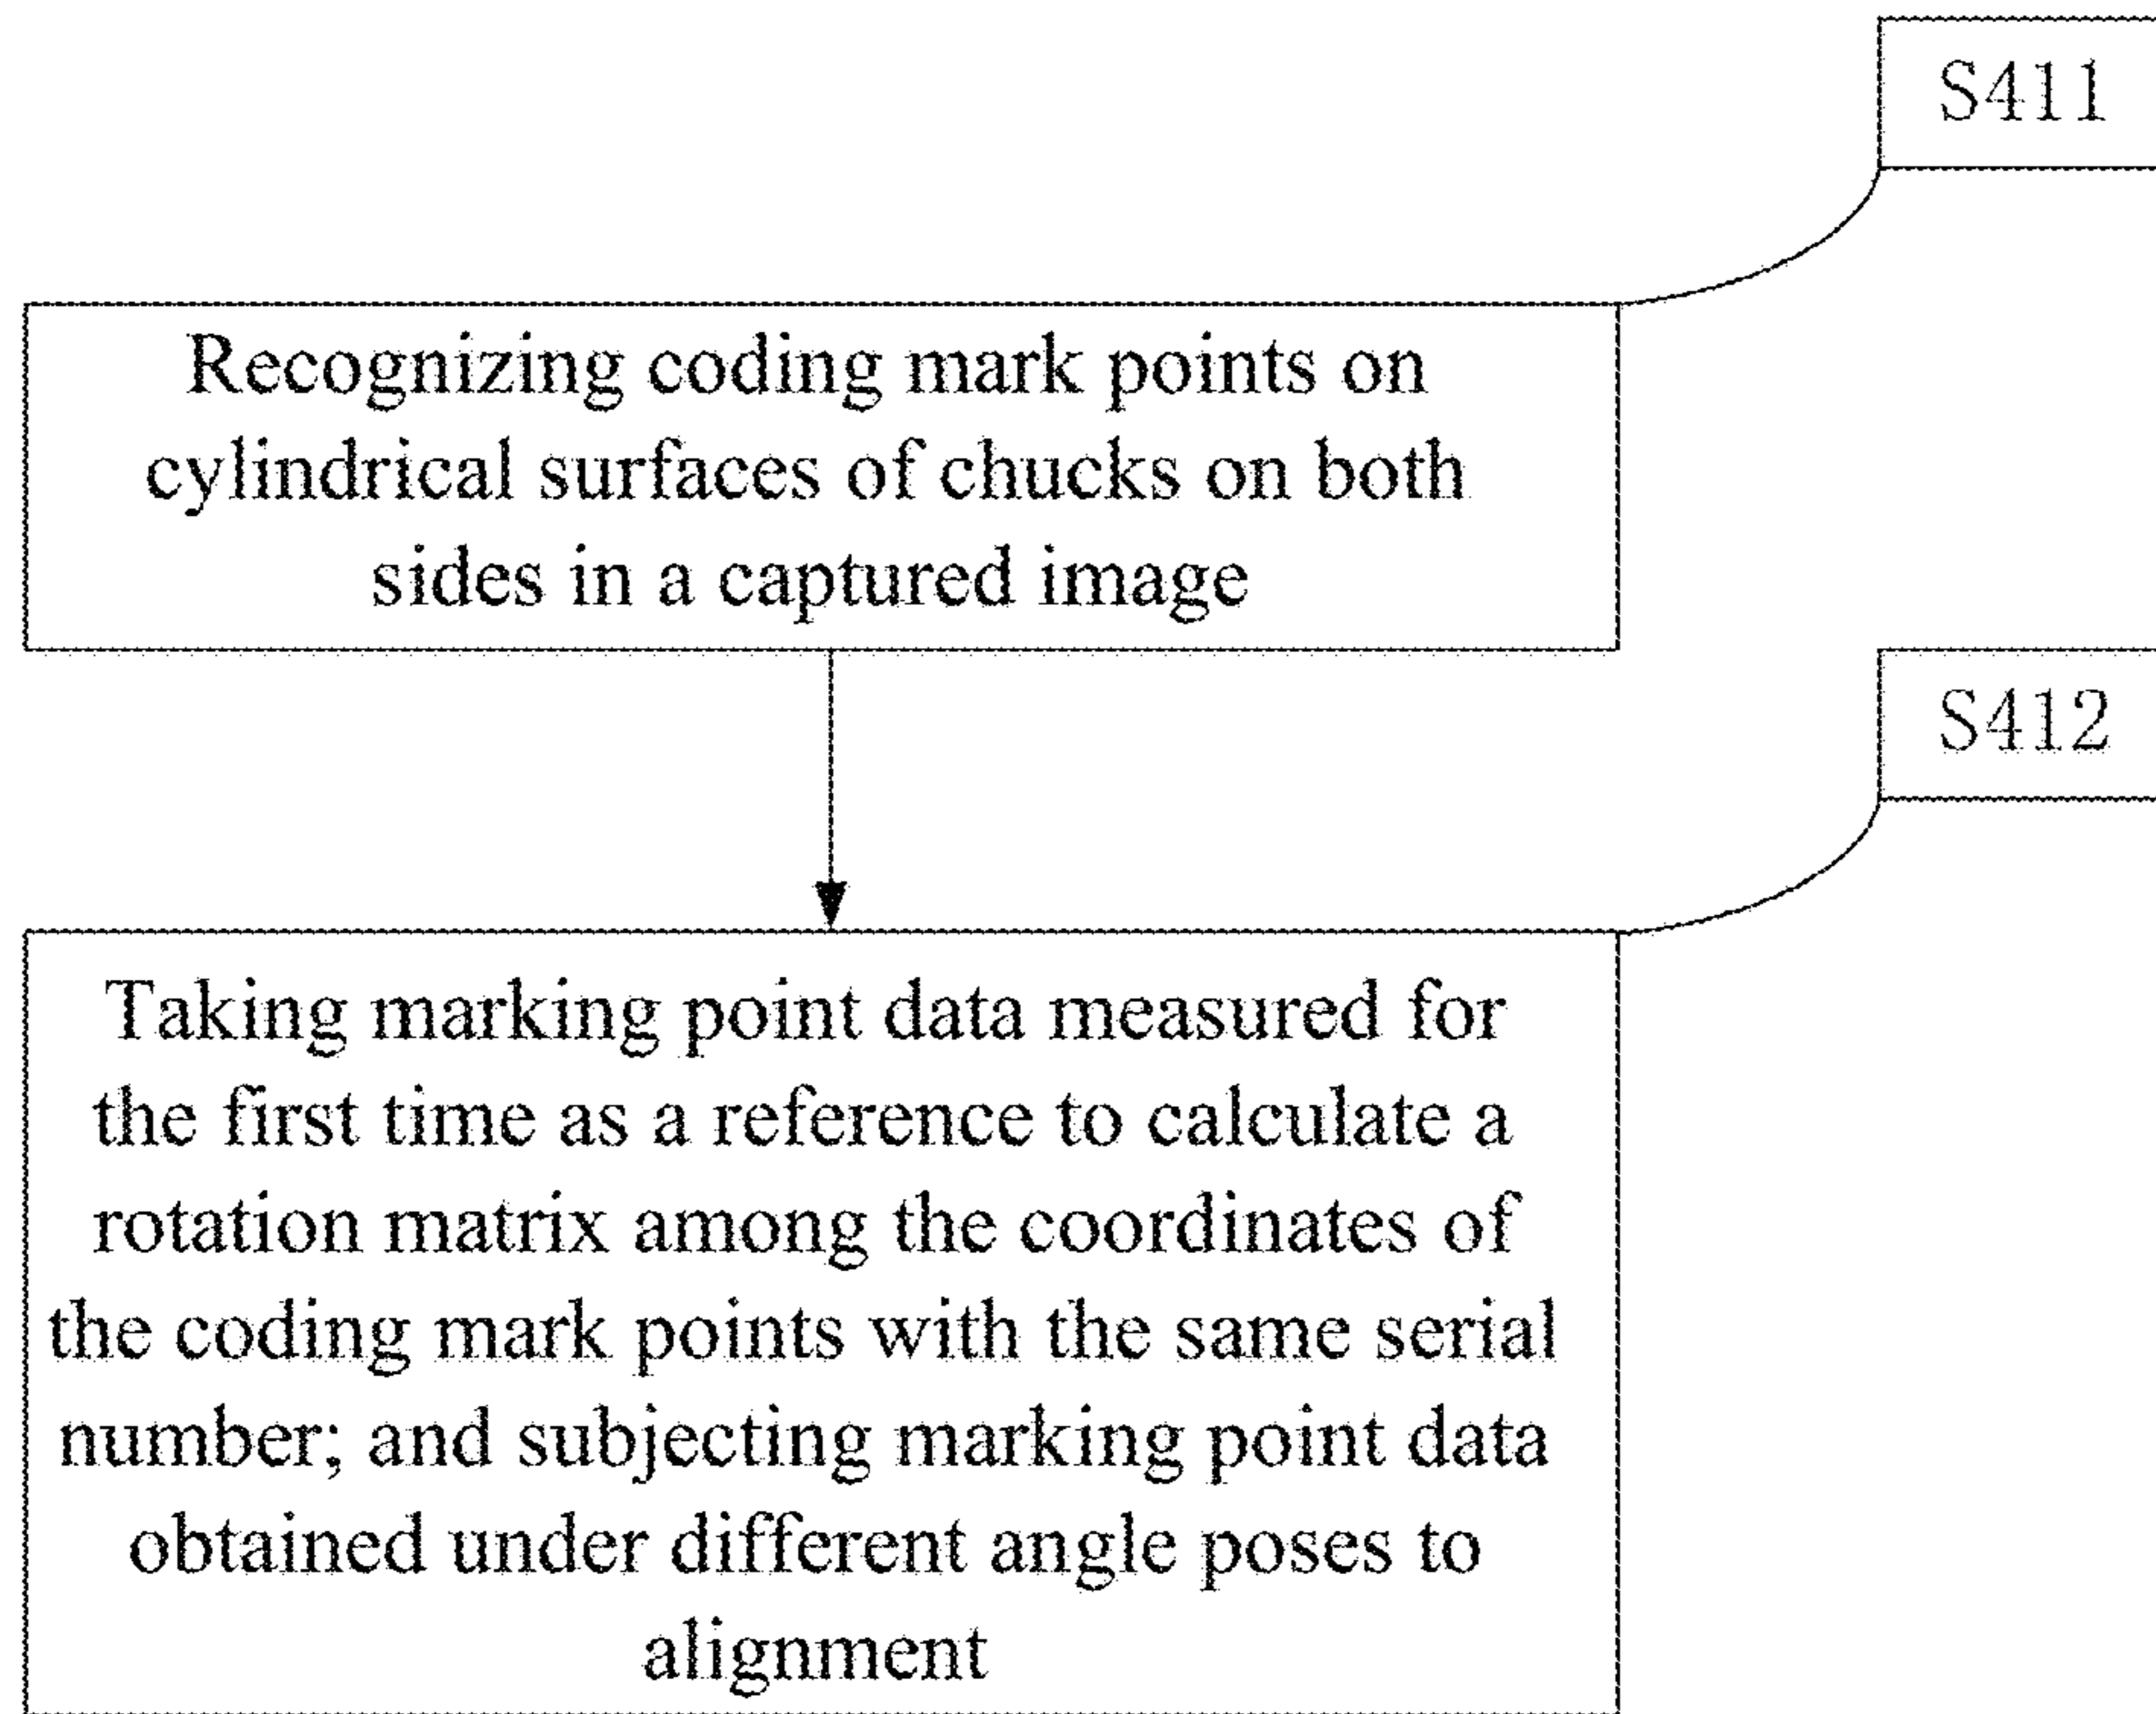 S411
Recognizing coding mark points on
cylindrical surfaces of chucks on both
sides in a captured image
S412
Taking marking point data measured for
the first time as a reference to calculate a
rotation matrix among the coordinates of
the coding mark points with the same serial
number; and subjecting marking point data
obtained under different angle poses to
alignment